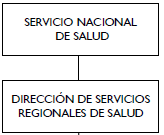 SERVICIO NACIONAL
DE SALUD
DIRECCIÓN DE SERVICIOS
REGIONALES DE SALUD